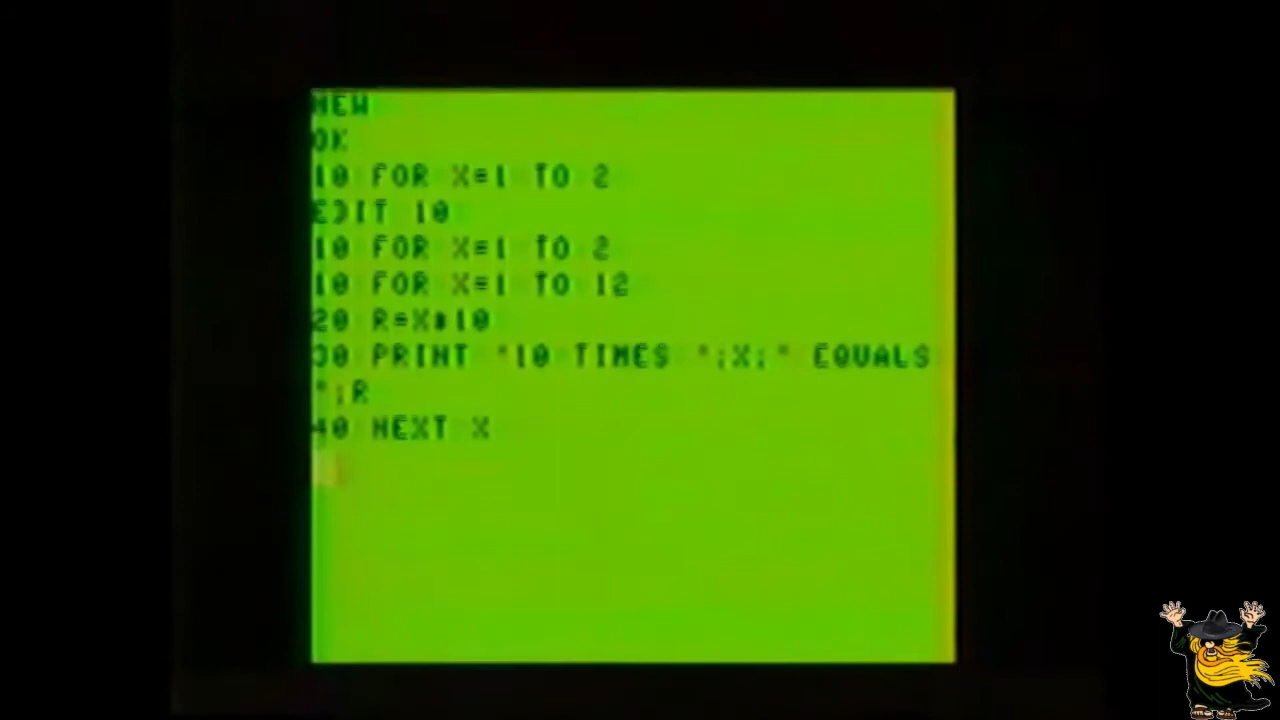 NEW
OK
10 FOR X=1 TO 2
EDIT 10
10 FOR X=1 TO 2
10 FOR X=1 TO 12
20 R=X*10
30 PRINT "10 TIMES ";X;" EQUALS
";R
40 NEXT X